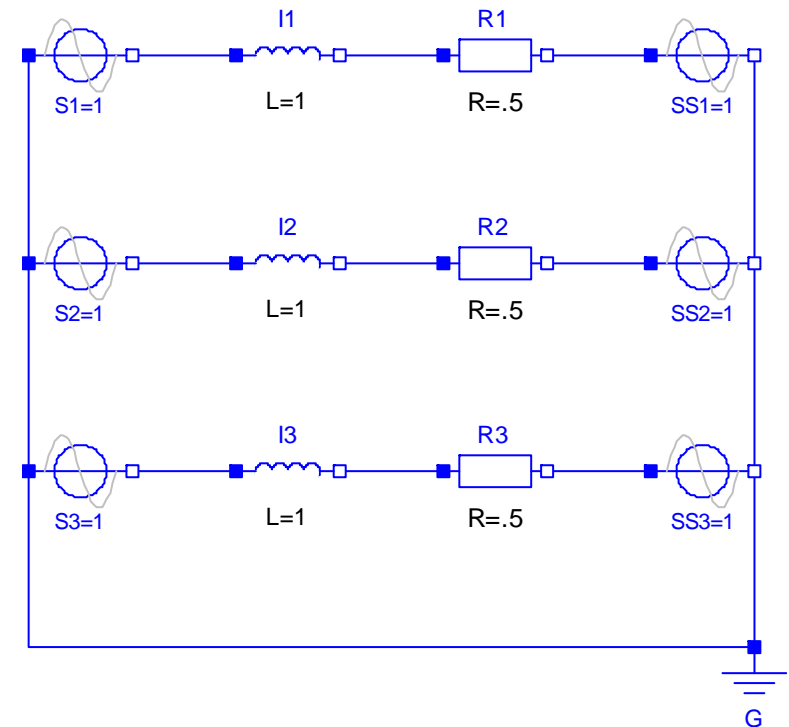 I1 R1
S1=1 L=1 R=.5 SS1=1
I2 R2
S2=1 L=1 R=.5 SS2=1
I3 R3
S3=1 L=1 R=.5 SS3=1
G